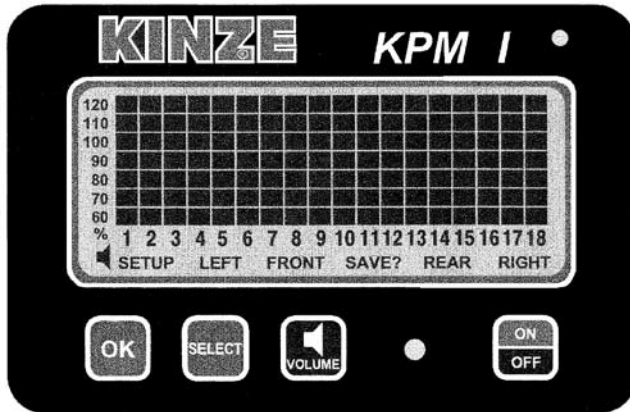 KINZE® KPM I
120
110
100
90
80
70
60
% 1 2 3 4 5 6 7 8 9 10 11 12 13 14 15 16 17 18
SETUP LEFT FRONT SAVE? REAR RIGHT
OK SELECT VOLUME ON
OFF